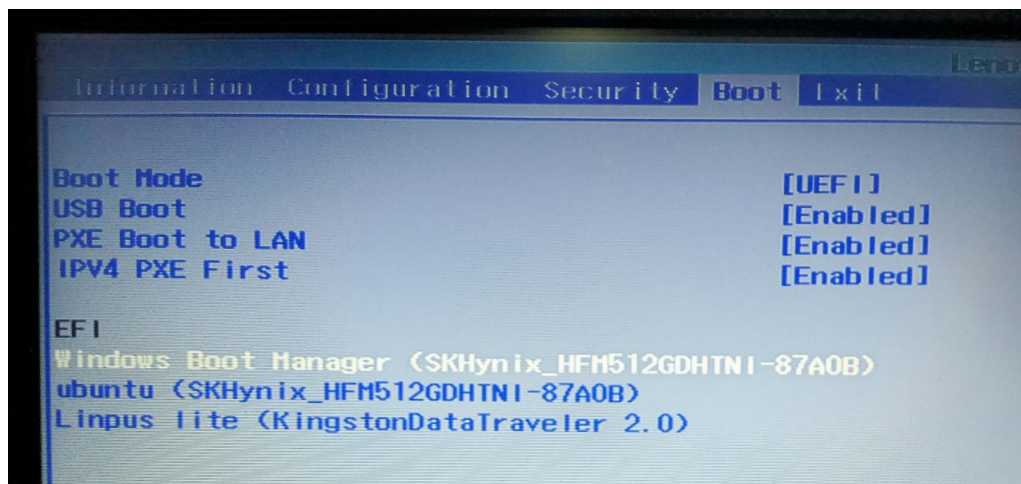 Information Configuration Security Boot Exit
Boot Mode [UEFI]
USB Boot [Enabled]
PXE Boot to LAN [Enabled]
IPV4 PXE First [Enabled]
EFI
Windows Boot Manager (SKHynix_HFM512GDHTNI-87A0B)
ubuntu (SKHynix_HFM512GDHTNI-87A0B)
Linpus lite (KingstonDataTraveler 2.0)